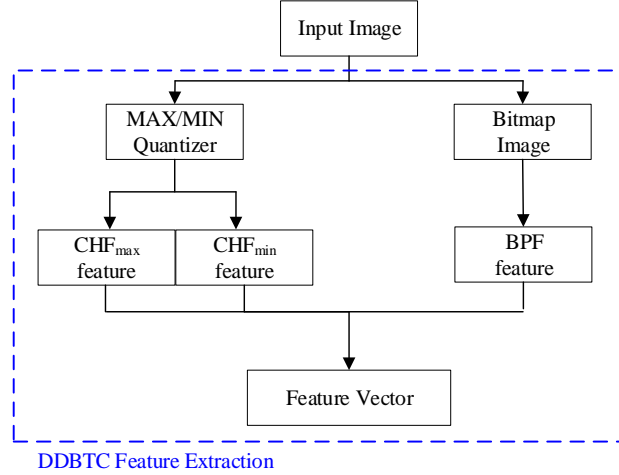 Input Image
MAX/MIN
Quantizer
Bitmap
Image
CHFmax
feature
CHFmin
feature
BPF
feature
Feature Vector
DDBTC Feature Extraction